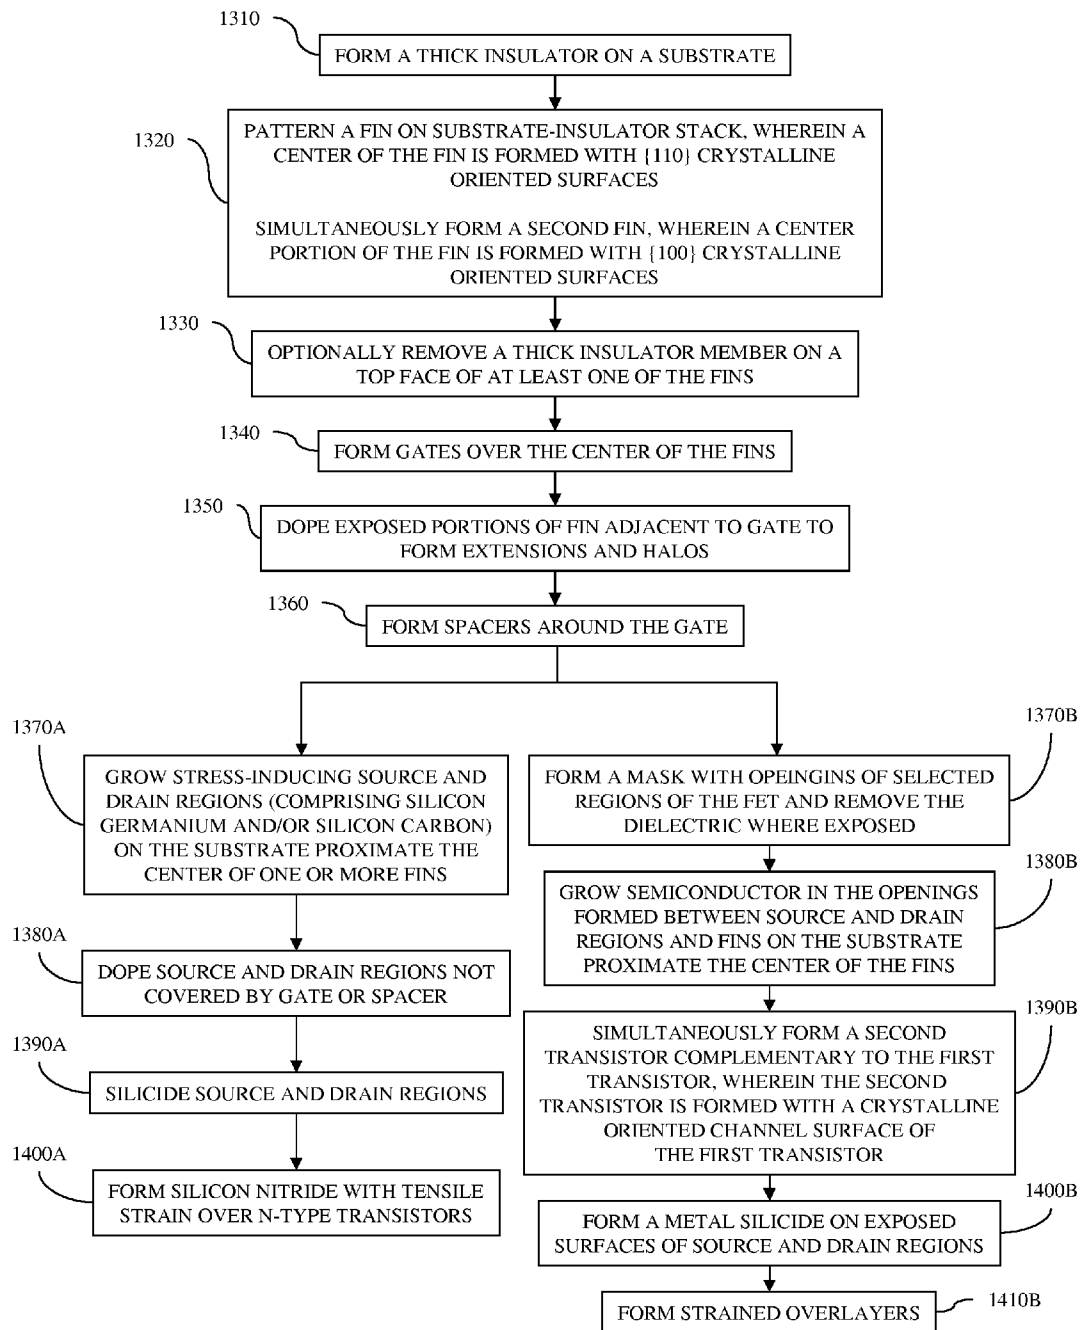 1310
FORM A THICK INSULATOR ON A SUBSTRATE
1320
PATTERN A FIN ON SUBSTRATE-INSULATOR STACK, WHEREIN A
CENTER OF THE FIN IS FORMED WITH {110} CRYSTALLINE
ORIENTED SURFACES
SIMULTANEOUSLY FORM A SECOND FIN, WHEREIN A CENTER
PORTION OF THE FIN IS FORMED WITH {100} CRYSTALLINE
ORIENTED SURFACES
1330
OPTIONALLY REMOVE A THICK INSULATOR MEMBER ON A
TOP FACE OF AT LEAST ONE OF THE FINS
1340
FORM GATES OVER THE CENTER OF THE FINS
1350
DOPE EXPOSED PORTIONS OF FIN ADJACENT TO GATE TO
FORM EXTENSIONS AND HALOS
1360
FORM SPACERS AROUND THE GATE
1370A
GROW STRESS-INDUCING SOURCE AND
DRAIN REGIONS (COMPRISING SILICON
GERMANIUM AND/OR SILICON CARBON)
ON THE SUBSTRATE PROXIMATE THE
CENTER OF ONE OR MORE FINS
1380A
DOPE SOURCE AND DRAIN REGIONS NOT
COVERED BY GATE OR SPACER
1390A
SILICIDE SOURCE AND DRAIN REGIONS
1400A
FORM SILICON NITRIDE WITH TENSILE
STRAIN OVER N-TYPE TRANSISTORS
1370B
FORM A MASK WITH OPEINGINS OF SELECTED
REGIONS OF THE FET AND REMOVE THE
DIELECTRIC WHERE EXPOSED
1380B
GROW SEMICONDUCTOR IN THE OPENINGS
FORMED BETWEEN SOURCE AND DRAIN
REGIONS AND FINS ON THE SUBSTRATE
PROXIMATE THE CENTER OF THE FINS
1390B
SIMULTANEOUSLY FORM A SECOND
TRANSISTOR COMPLEMENTARY TO THE FIRST
TRANSISTOR, WHEREIN THE SECOND
TRANSISTOR IS FORMED WITH A CRYSTALLINE
ORIENTED CHANNEL SURFACE OF
THE FIRST TRANSISTOR
1400B
FORM A METAL SILICIDE ON EXPOSED
SURFACES OF SOURCE AND DRAIN REGIONS
1410B
FORM STRAINED OVERLAYERS